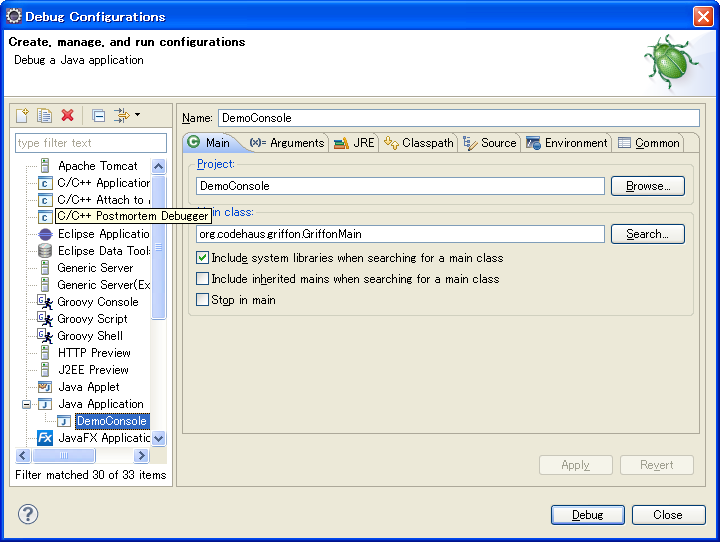 Debug Configurations
Create, manage, and run configurations
Debug a Java application
type filter text
Apache Tomcat
C/C++ Application
C/C++ Attach to
C/C++ Postmortem Debugger
Eclipse Applicatio
Eclipse Data Tool
Generic Server
Generic Server(Ex
Groovy Console
Groovy Script
Groovy Shell
HTTP Preview
J2EE Preview
Java Applet
Java Application
DemoConsole
JavaFX Applicatio
Filter matched 30 of 33 items
Name: DemoConsole
Main (x)= Arguments JRE Classpath Source Environment Common
Project:
DemoConsole Browse...
Main class:
org.codehaus.griffon.GriffonMain Search...
Include system libraries when searching for a main class
Include inherited mains when searching for a main class
Stop in main
Apply Revert
Debug Close